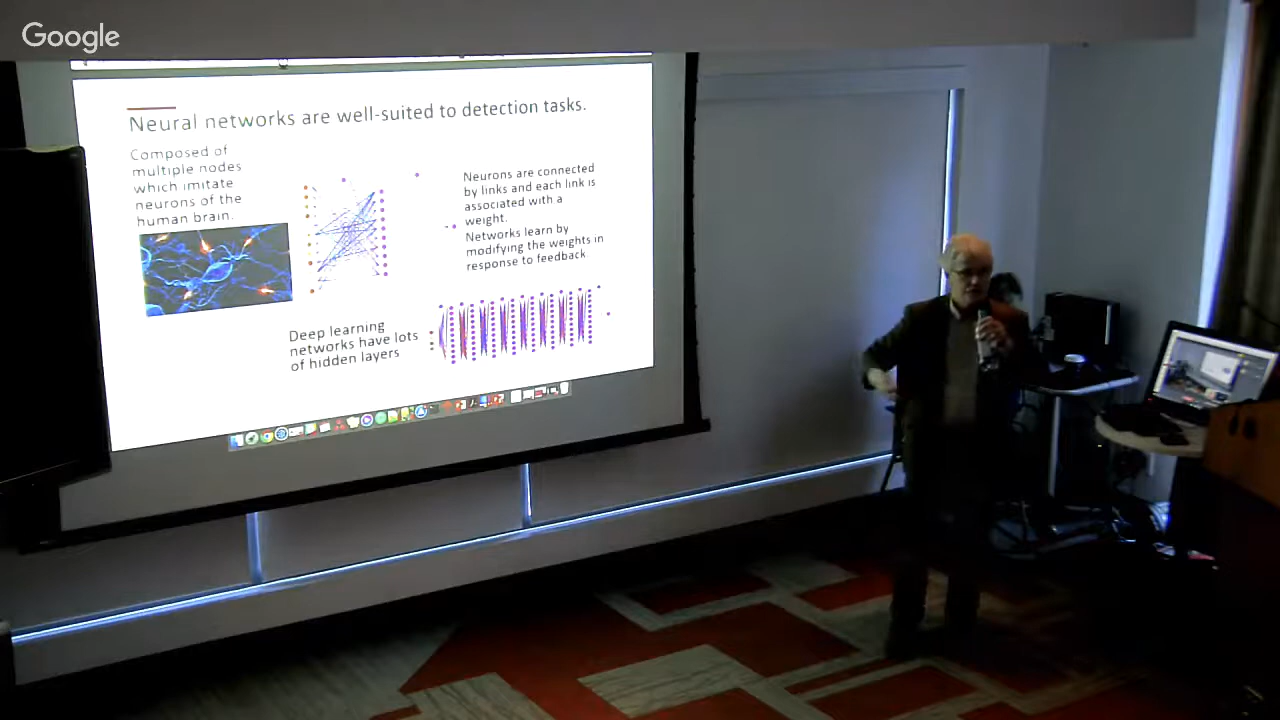 Google
Neural networks are well-suited to detection tasks.
Composed of
multiple nodes
which imitate
neurons of the
human brain.
Neurons are connected
by links and each link is
associated with a
weight.
Networks learn by
modifying the weights in
response to feedback.
Deep learning
networks have lots
of hidden layers